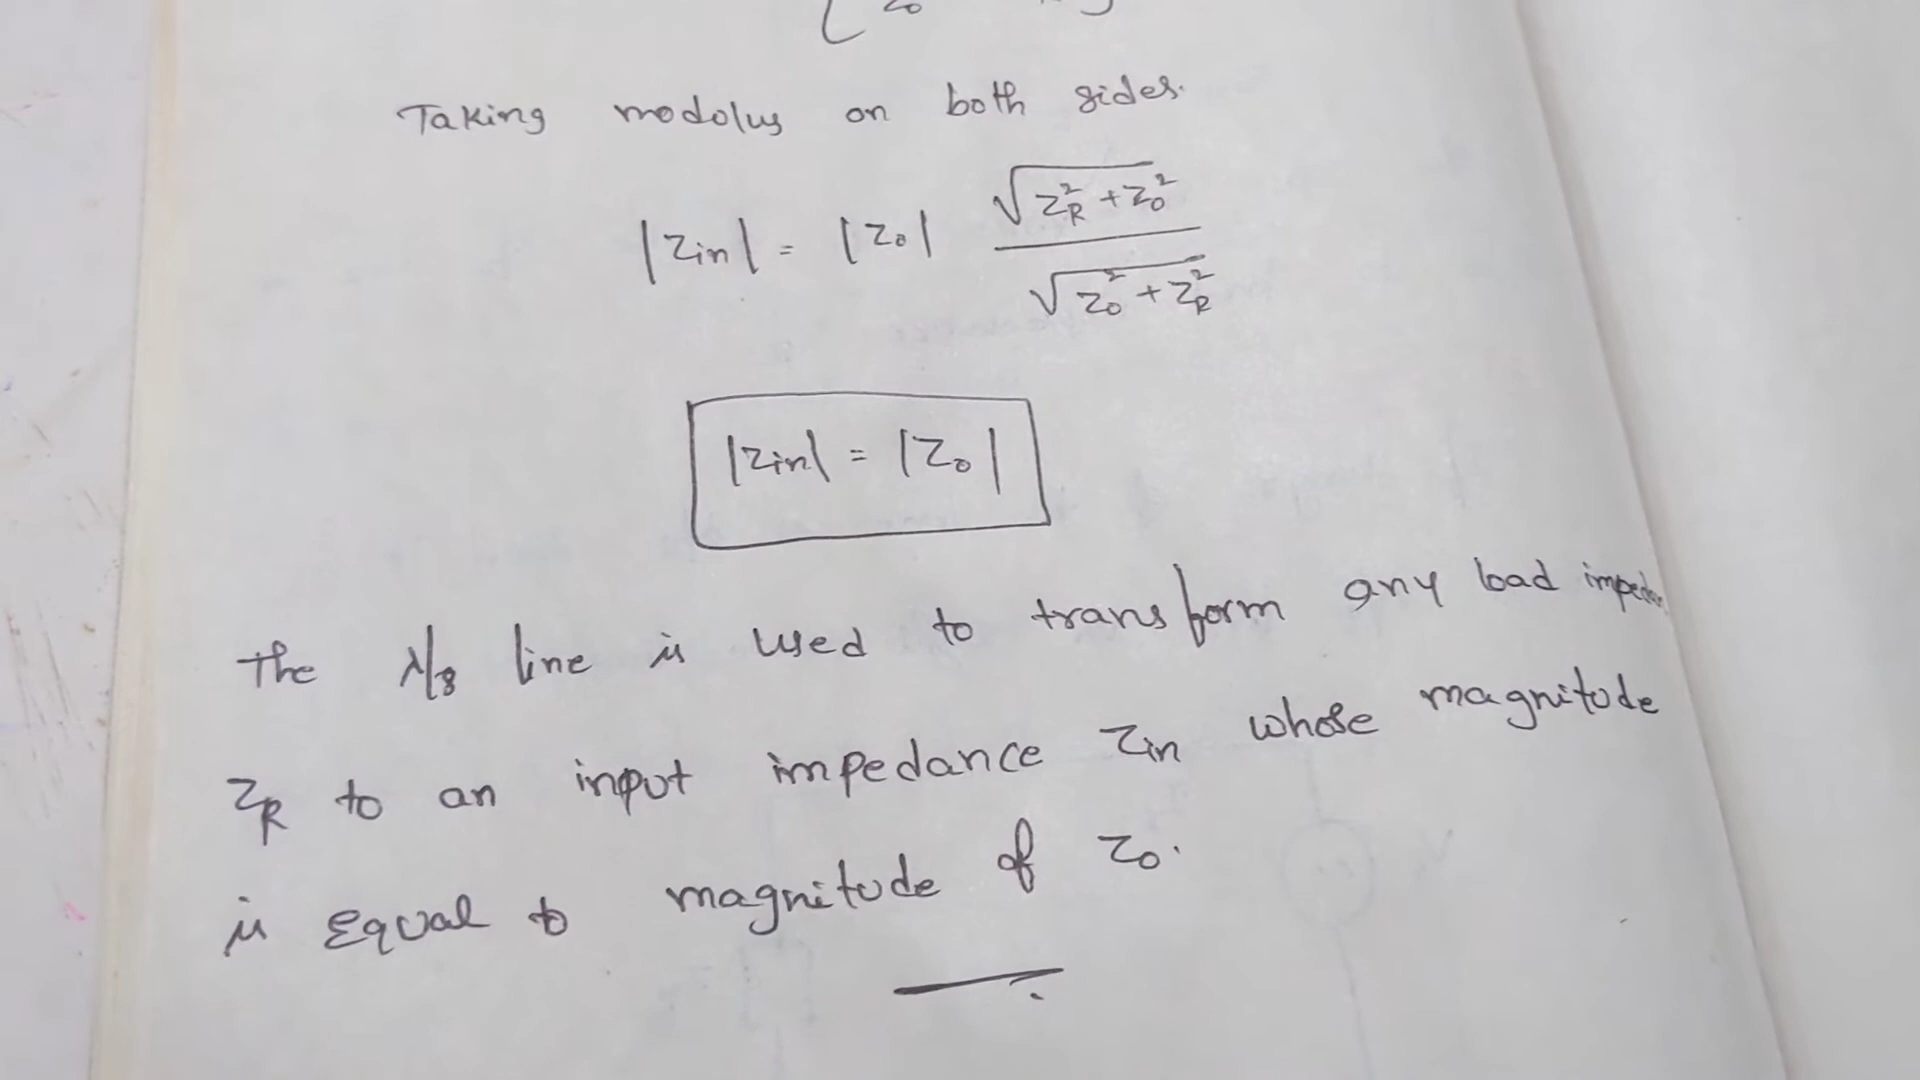 Taking modolus on both sides.
|Zin| = |Z0| √(ZR² + Z0²) / √(Z0² + ZR²)
|Zin| = |Z0|
The λ/8 line is used to transform any load
ZR to an input impedance Zin whose magnitude
is equal to magnitude of Z0.